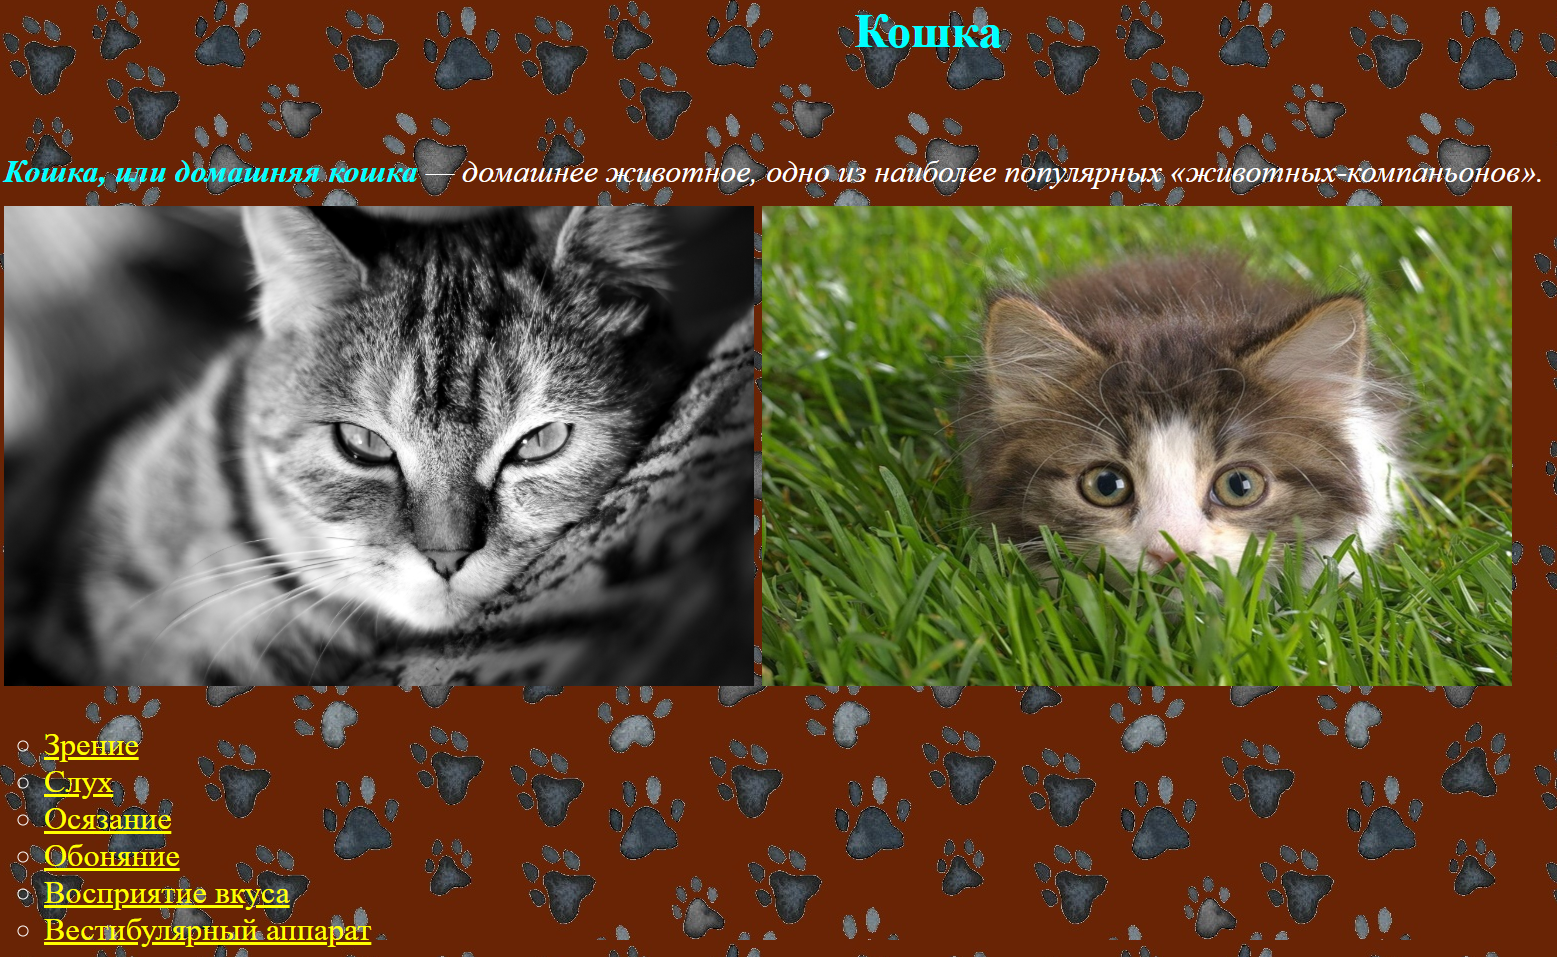 Кошка
Кошка, или домашняя кошка — домашнее животное, одно из наиболее популярных «животных-компаньонов».
Зрение
Слух
Осязание
Обоняние
Восприятие вкуса
Вестибулярный аппарат